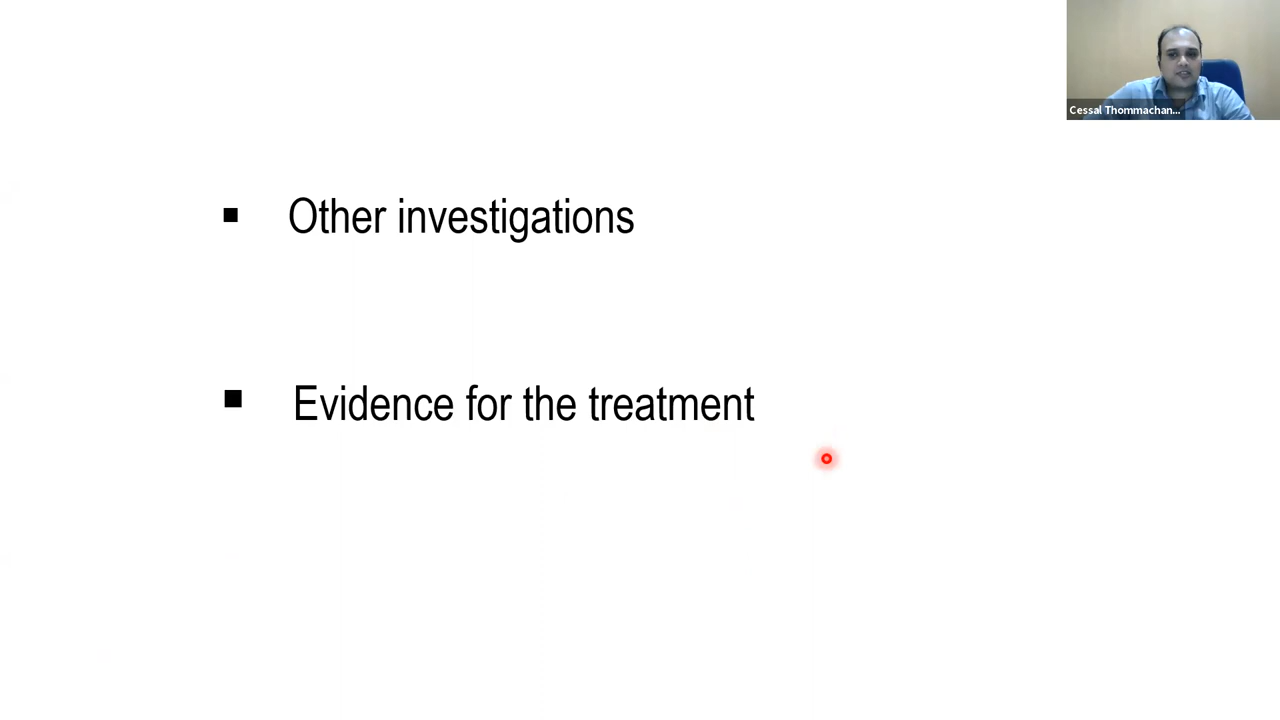 Cessal Thommachan...
▪ Other investigations
▪ Evidence for the treatment